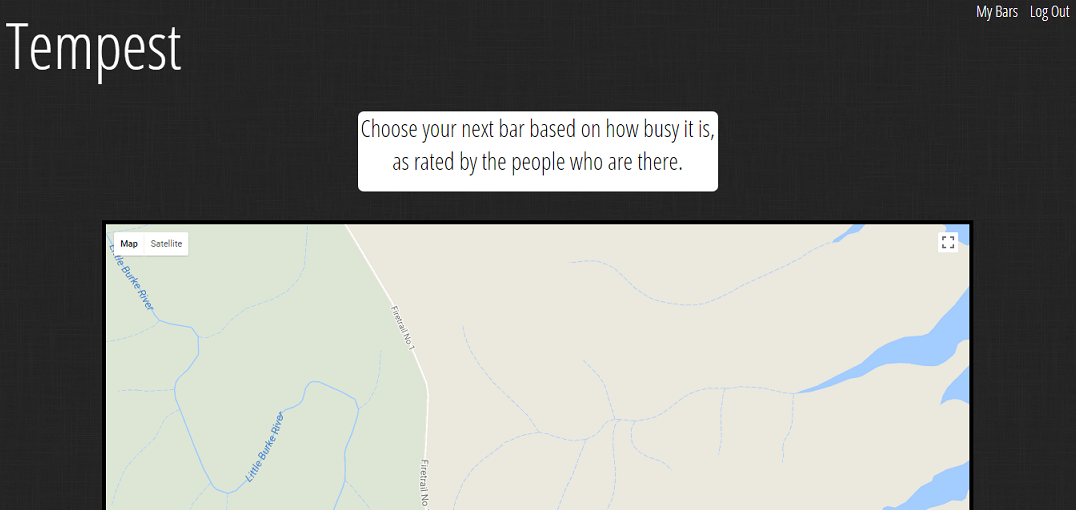 My Bars Log Out
Tempest
Choose your next bar based on how busy it is,
as rated by the people who are there.
Map Satellite
Little Burke River
Firetrail No 1
Little Burke River
Firetrail No